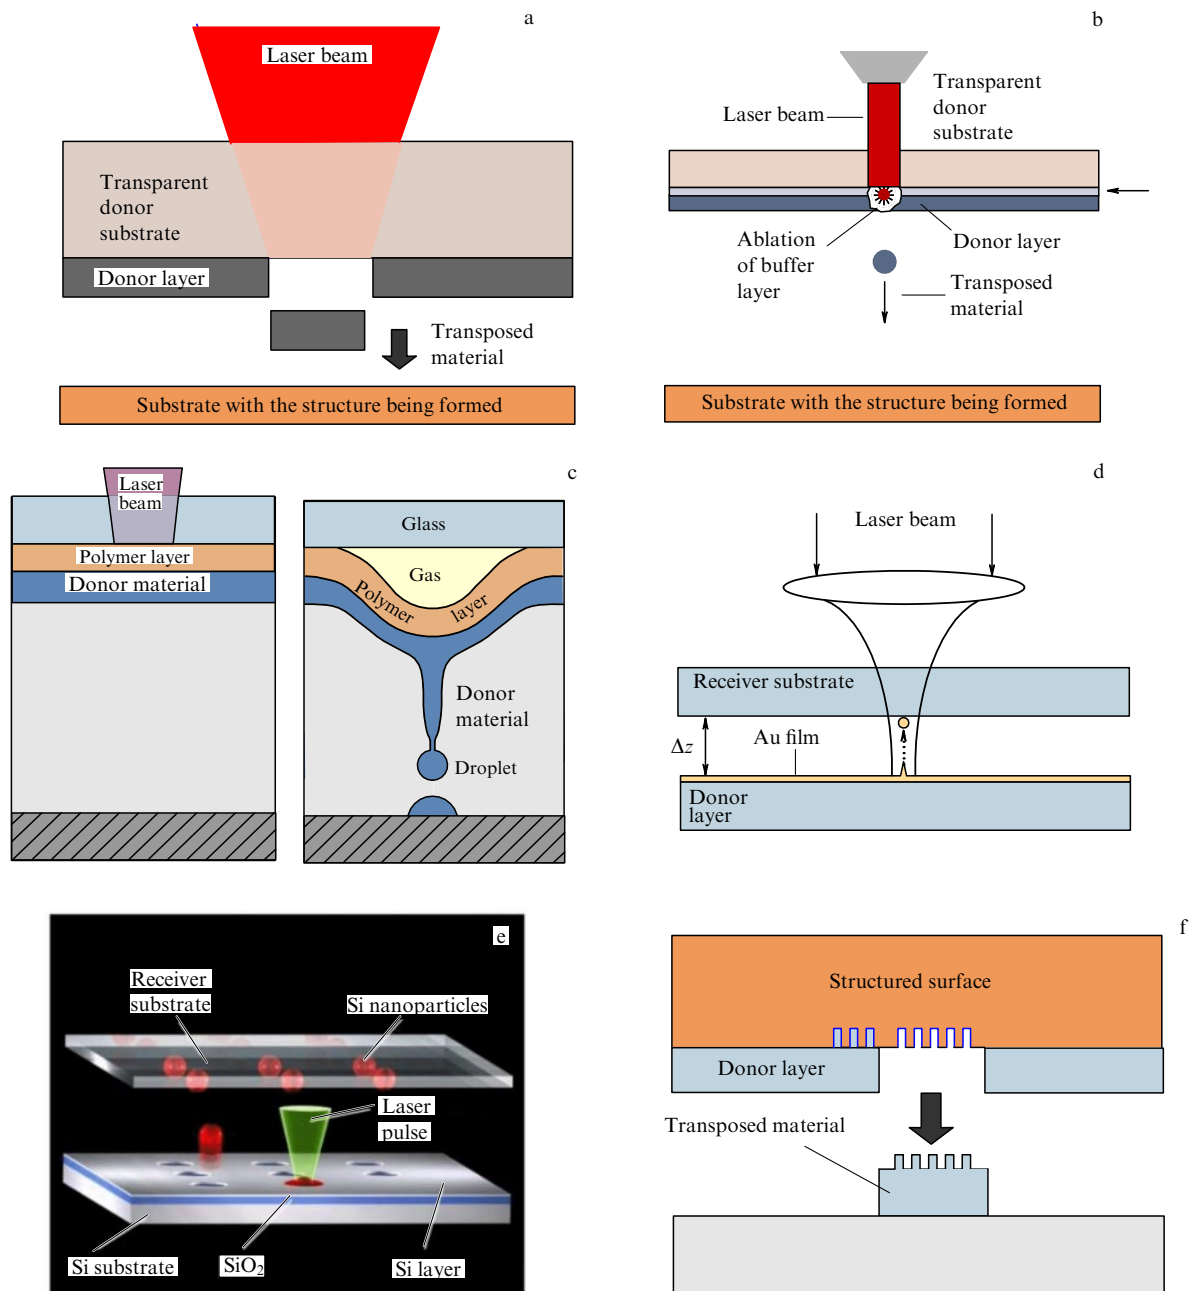 a
Laser beam
Transparent
donor
substrate
Donor layer
Transposed
material
Substrate with the structure being formed
b
Transparent
donor
substrate
Laser beam
Ablation
of buffer
layer
Donor layer
Transposed
material
Substrate with the structure being formed
c
Laser
beam
Polymer layer
Donor material
Glass
Gas
Polymer layer
Donor
material
Droplet
d
Laser beam
Receiver substrate
Δz
Au film
Donor
layer
e
Receiver
substrate
Si nanoparticles
Laser
pulse
Si substrate
SiO₂
Si layer
f
Structured surface
Donor layer
Transposed material